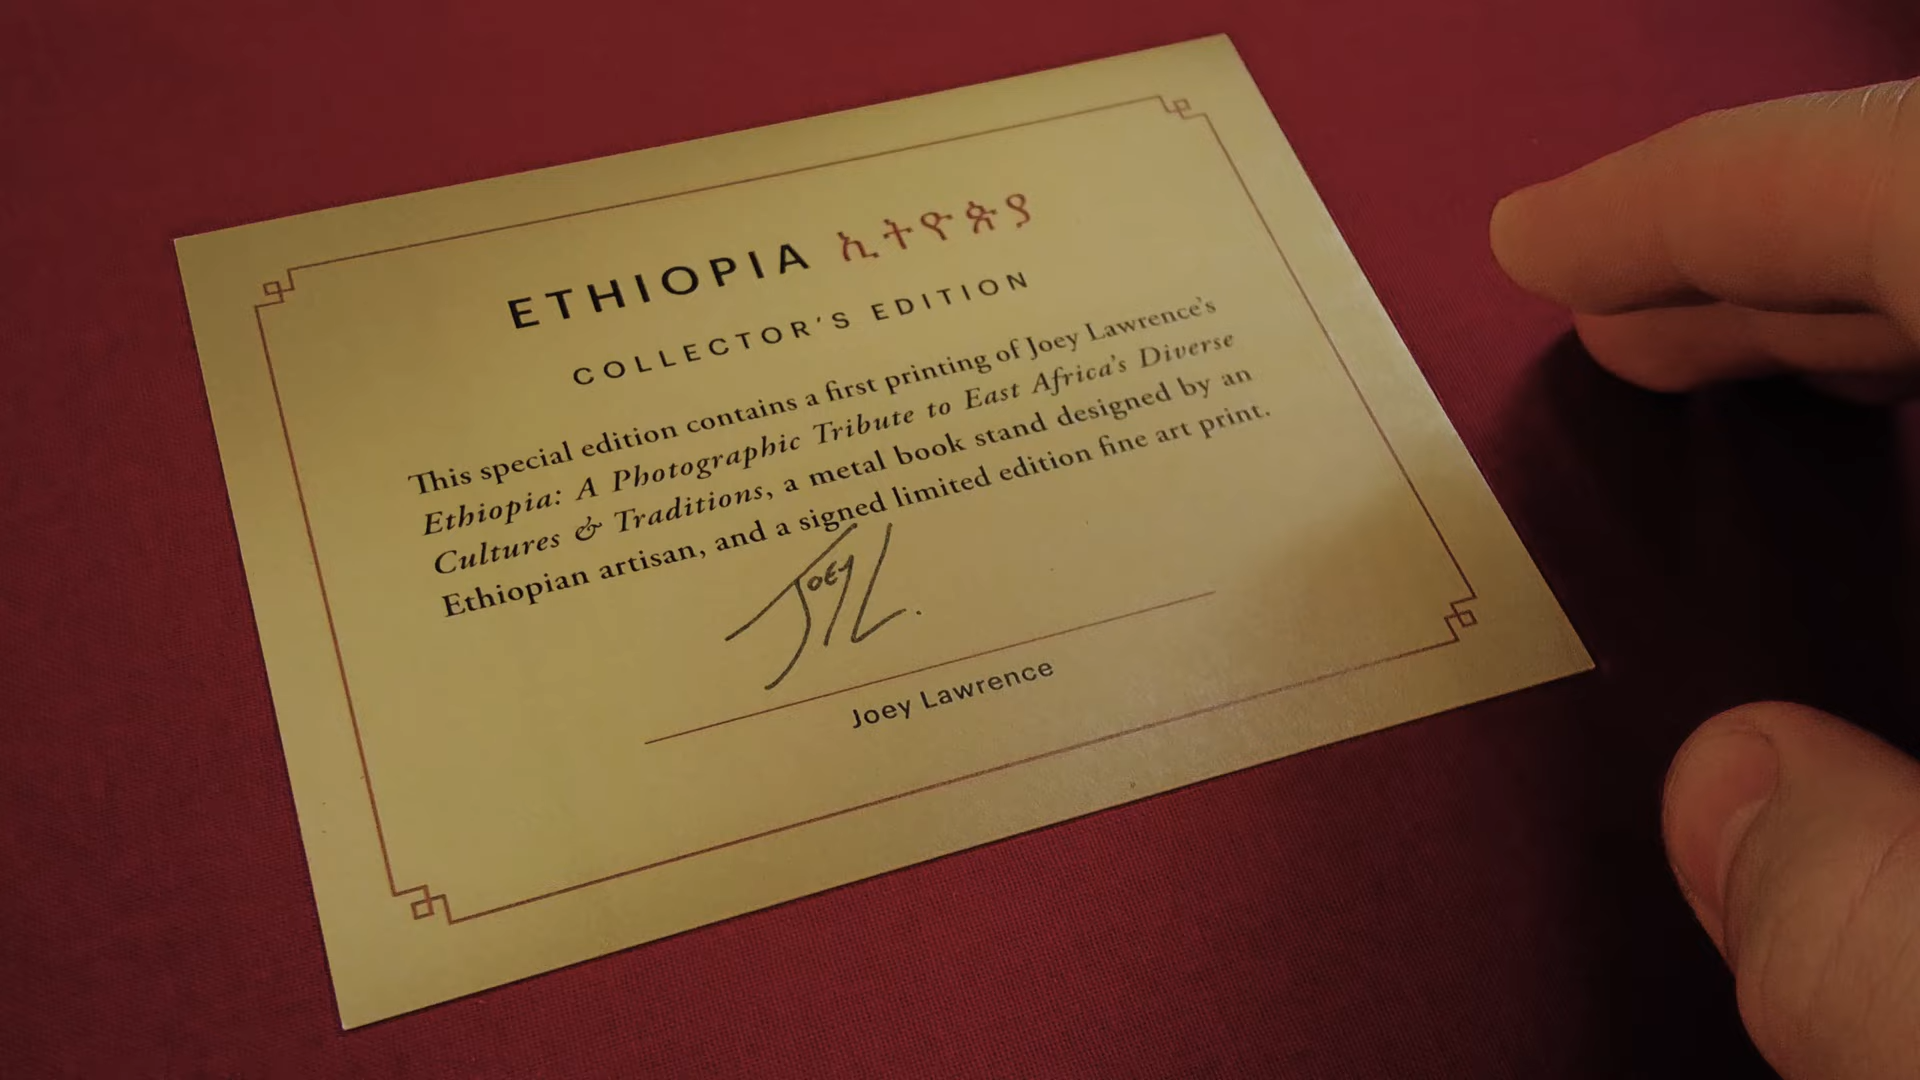 ETHIOPIA ኢትዮጵያ
COLLECTOR'S EDITION
This special edition contains a first printing of Joey Lawrence's
Ethiopia: A Photographic Tribute to East Africa's Diverse
Cultures & Traditions, a metal book stand designed by an
Ethiopian artisan, and a signed limited edition fine art print.
JOEY L.
Joey Lawrence